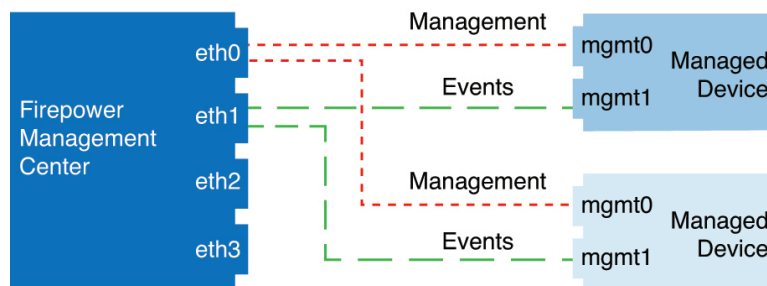 Management
eth0
mgmt0
Managed
Device
Events
mgmt1
Firepower
Management
Center
eth1
eth2
Management
mgmt0
Managed
Device
eth3
Events
mgmt1